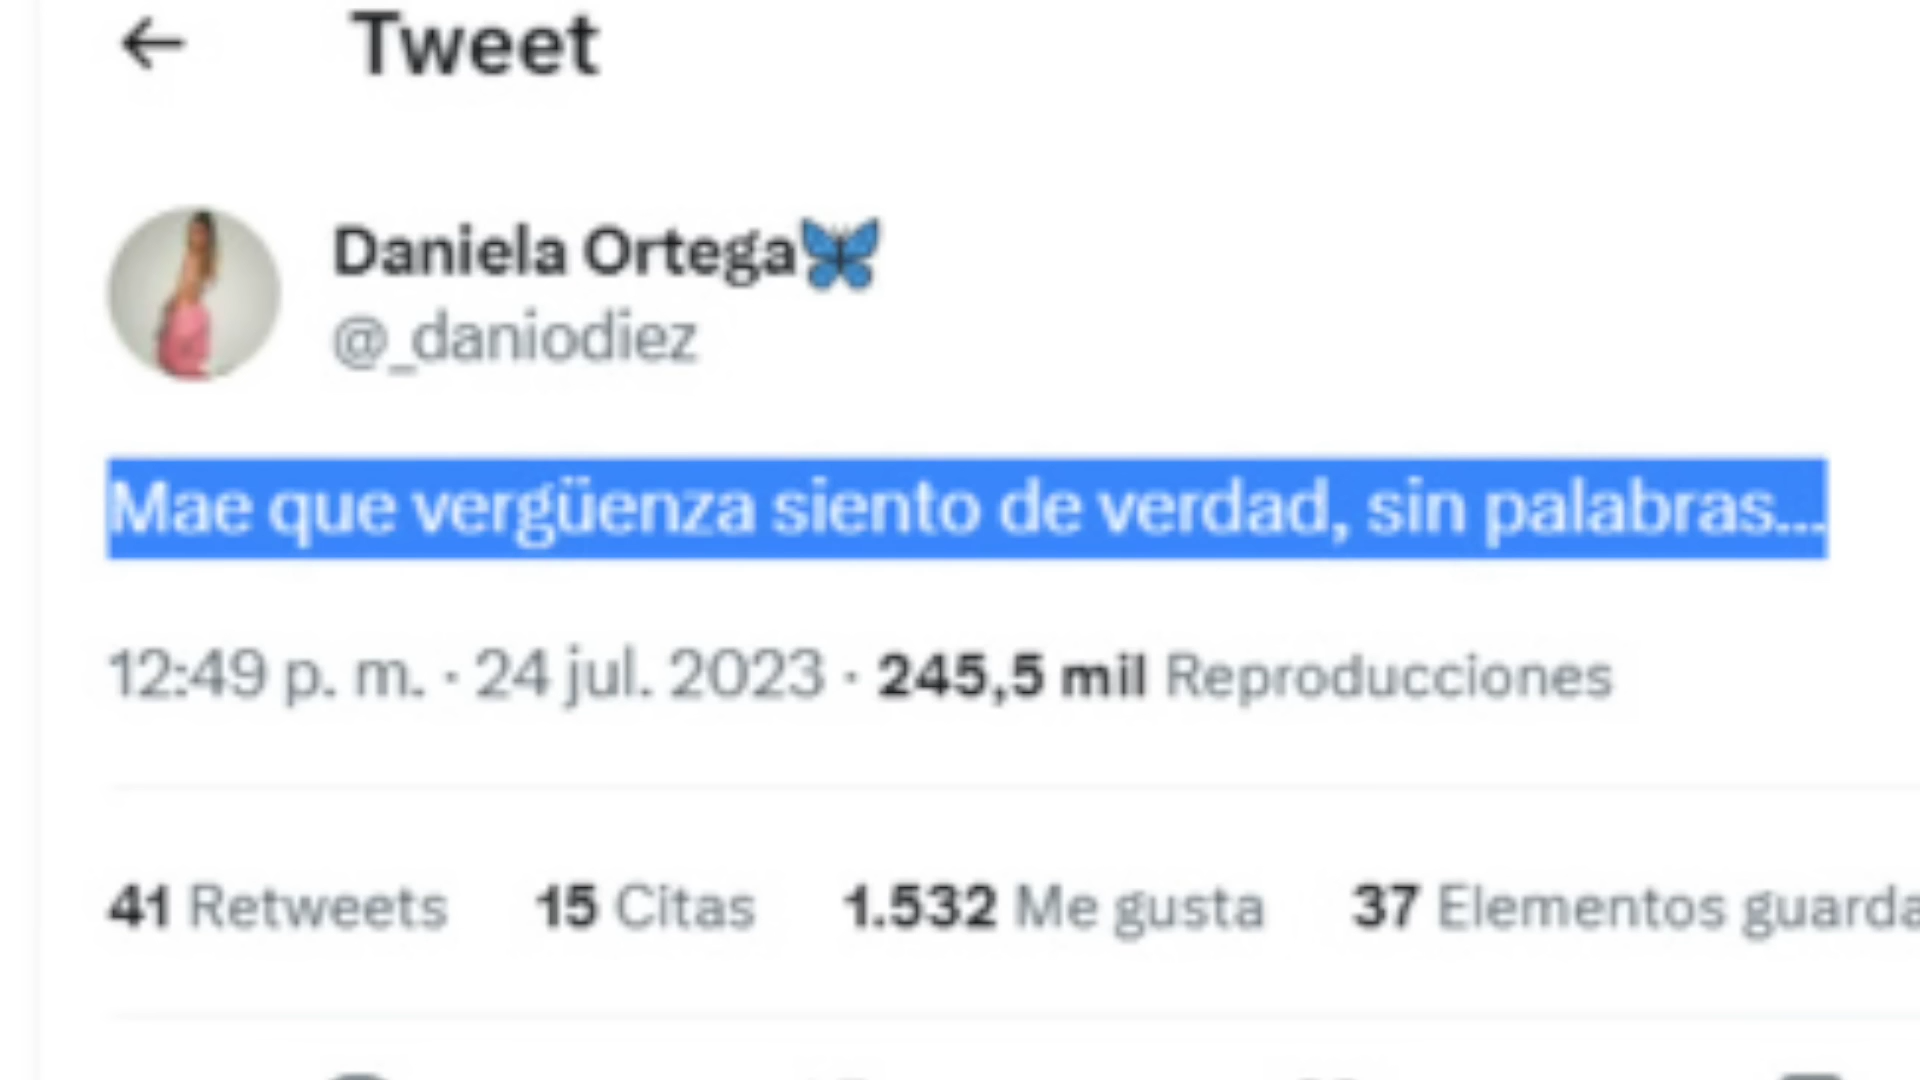 Tweet
Daniela Ortega🦋
@_daniodiez
Mae que vergüenza siento de verdad, sin palabras...
12:49 p. m. · 24 jul. 2023 · 245,5 mil Reproducciones
41 Retweets 15 Citas 1.532 Me gusta 37 Elementos guarda